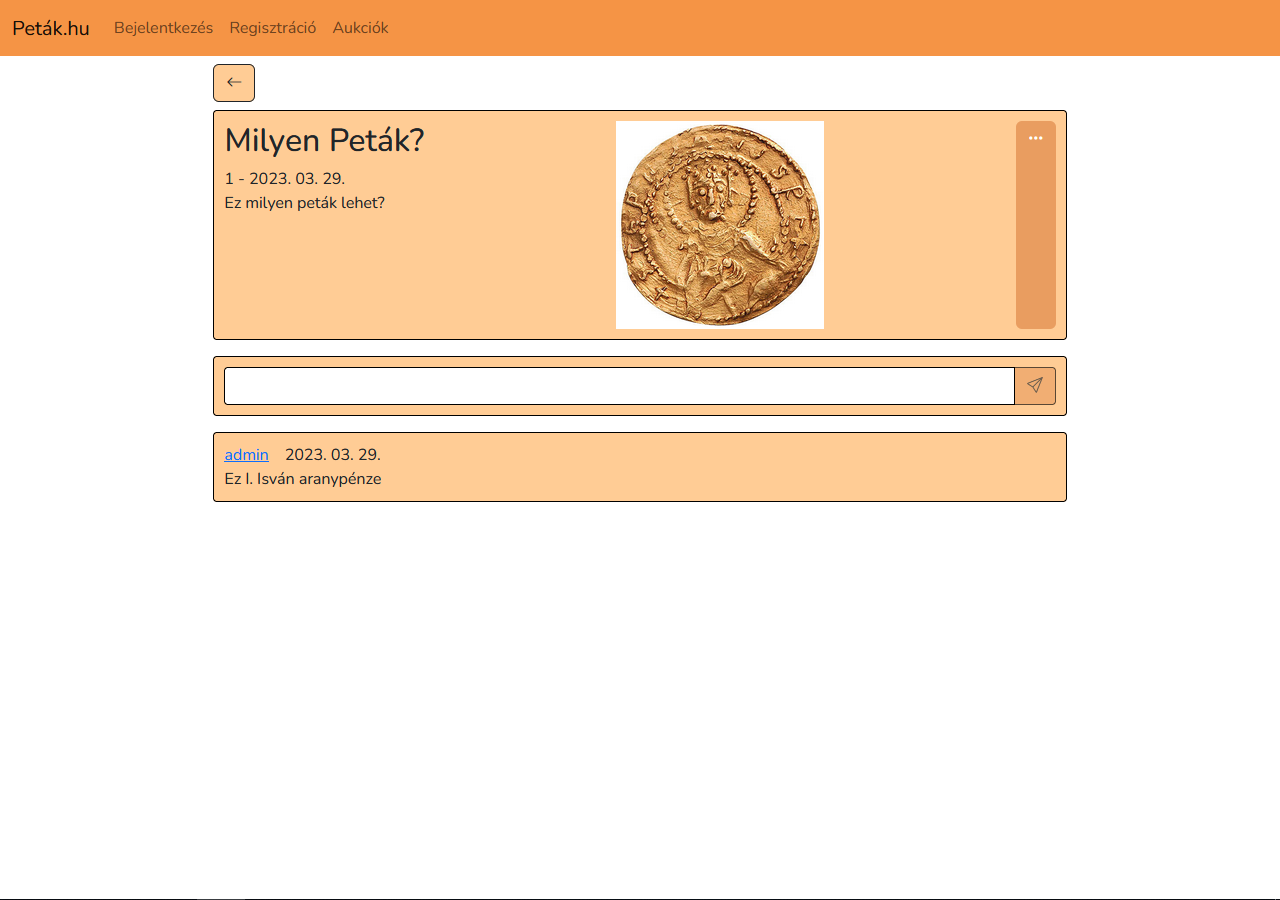 Peták.hu Bejelentkezés Regisztráció Aukciók
Milyen Peták?
1 - 2023. 03. 29.
Ez milyen peták lehet?
admin 2023. 03. 29.
Ez I. Isván aranypénze